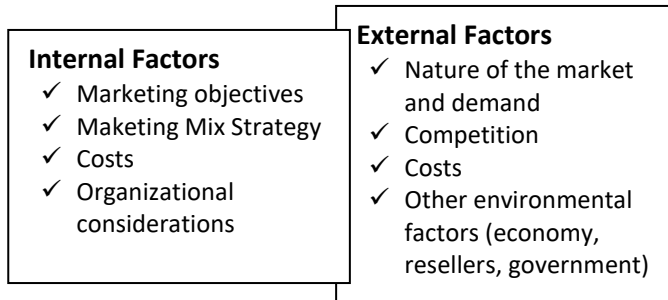 Internal Factors
✓ Marketing objectives
✓ Maketing Mix Strategy
✓ Costs
✓ Organizational
considerations
External Factors
✓ Nature of the market
and demand
✓ Competition
✓ Costs
✓ Other environmental
factors (economy,
resellers, government)